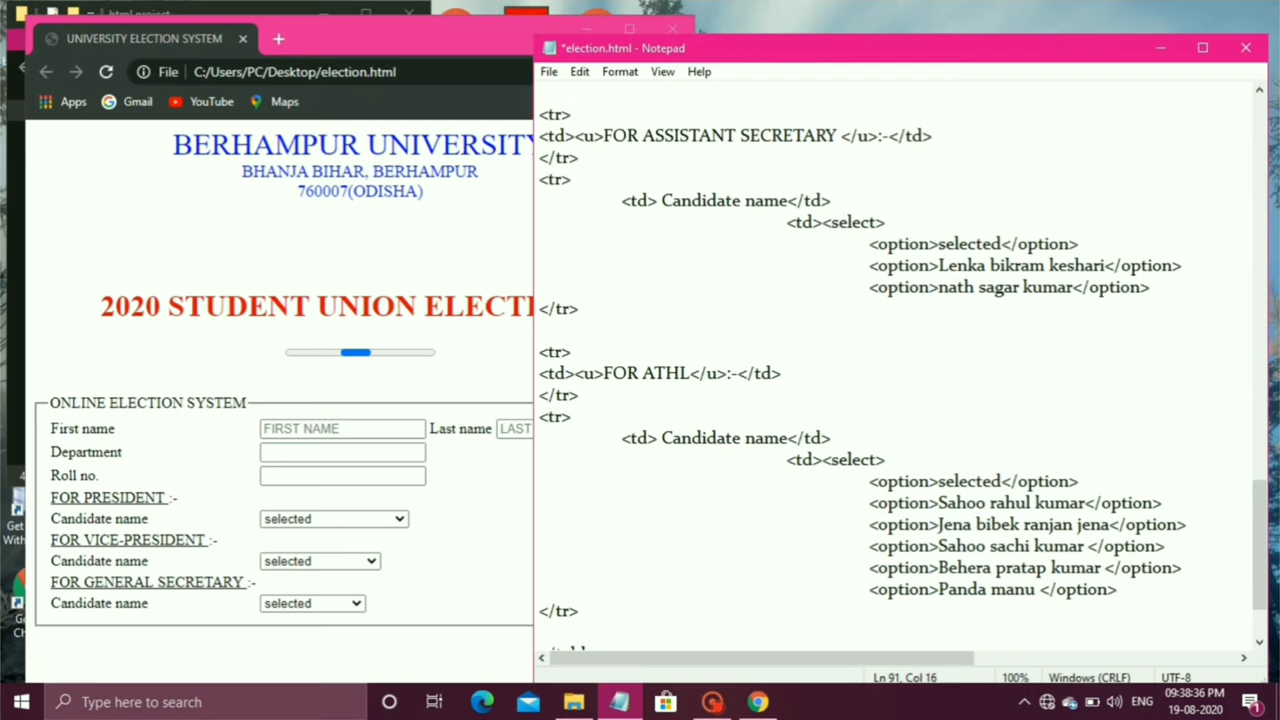 html project
UNIVERSITY ELECTION SYSTEM
File C:/Users/PC/Desktop/election.html
Apps Gmail YouTube Maps
BERHAMPUR UNIVERSITY
BHANJA BIHAR, BERHAMPUR
760007(ODISHA)
2020 STUDENT UNION ELECTI
ONLINE ELECTION SYSTEM
First name FIRST NAME Last name LAST
Department
Roll no.
FOR PRESIDENT :-
Candidate name selected
FOR VICE-PRESIDENT :-
Candidate name selected
FOR GENERAL SECRETARY :-
Candidate name selected
*election.html - Notepad
File Edit Format View Help
<tr>
<td><u>FOR ASSISTANT SECRETARY </u>:-</td>
</tr>
<tr>
<td> Candidate name</td>
<td><select>
<option>selected</option>
<option>Lenka bikram keshari</option>
<option>nath sagar kumar</option>
</tr>
<tr>
<td><u>FOR ATHL</u>:-</td>
</tr>
<tr>
<td> Candidate name</td>
<td><select>
<option>selected</option>
<option>Sahoo rahul kumar</option>
<option>Jena bibek ranjan jena</option>
<option>Sahoo sachi kumar </option>
<option>Behera pratap kumar </option>
<option>Panda manu </option>
</tr>
Ln 91, Col 16 100% Windows (CRLF) UTF-8
Get
With
Type here to search
ENG
09:38:36 PM
19-08-2020
1